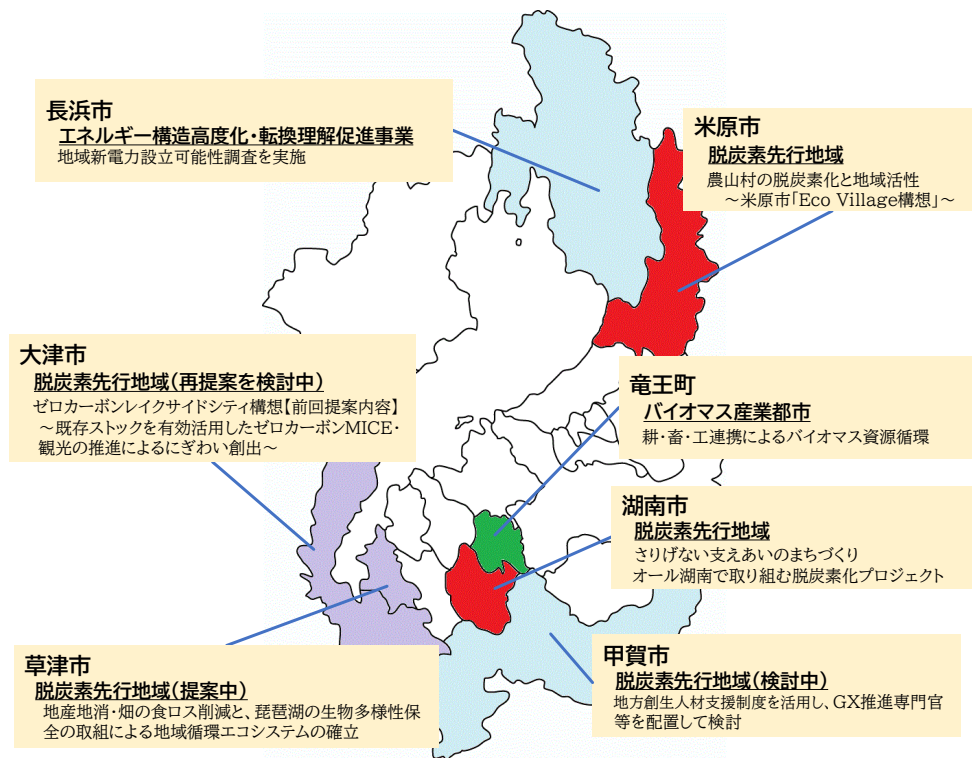 長浜市
エネルギー構造高度化・転換理解促進事業
地域新電力設立可能性調査を実施
米原市
脱炭素先行地域
農山村の脱炭素化と地域活性
～米原市「Eco Village構想」～
大津市
脱炭素先行地域(再提案を検討中)
ゼロカーボンレイクサイドシティ構想【前回提案内容】
～既存ストックを有効活用したゼロカーボンMICE・
観光の推進によるにぎわい創出～
竜王町
バイオマス産業都市
耕・畜・工連携によるバイオマス資源循環
湖南市
脱炭素先行地域
さりげない支えあいのまちづくり
オール湖南で取り組む脱炭素化プロジェクト
草津市
脱炭素先行地域(提案中)
地産地消・畑の食ロス削減と、琵琶湖の生物多様性保
全の取組による地域循環エコシステムの確立
甲賀市
脱炭素先行地域(検討中)
地方創生人材支援制度を活用し、GX推進専門官
等を配置して検討